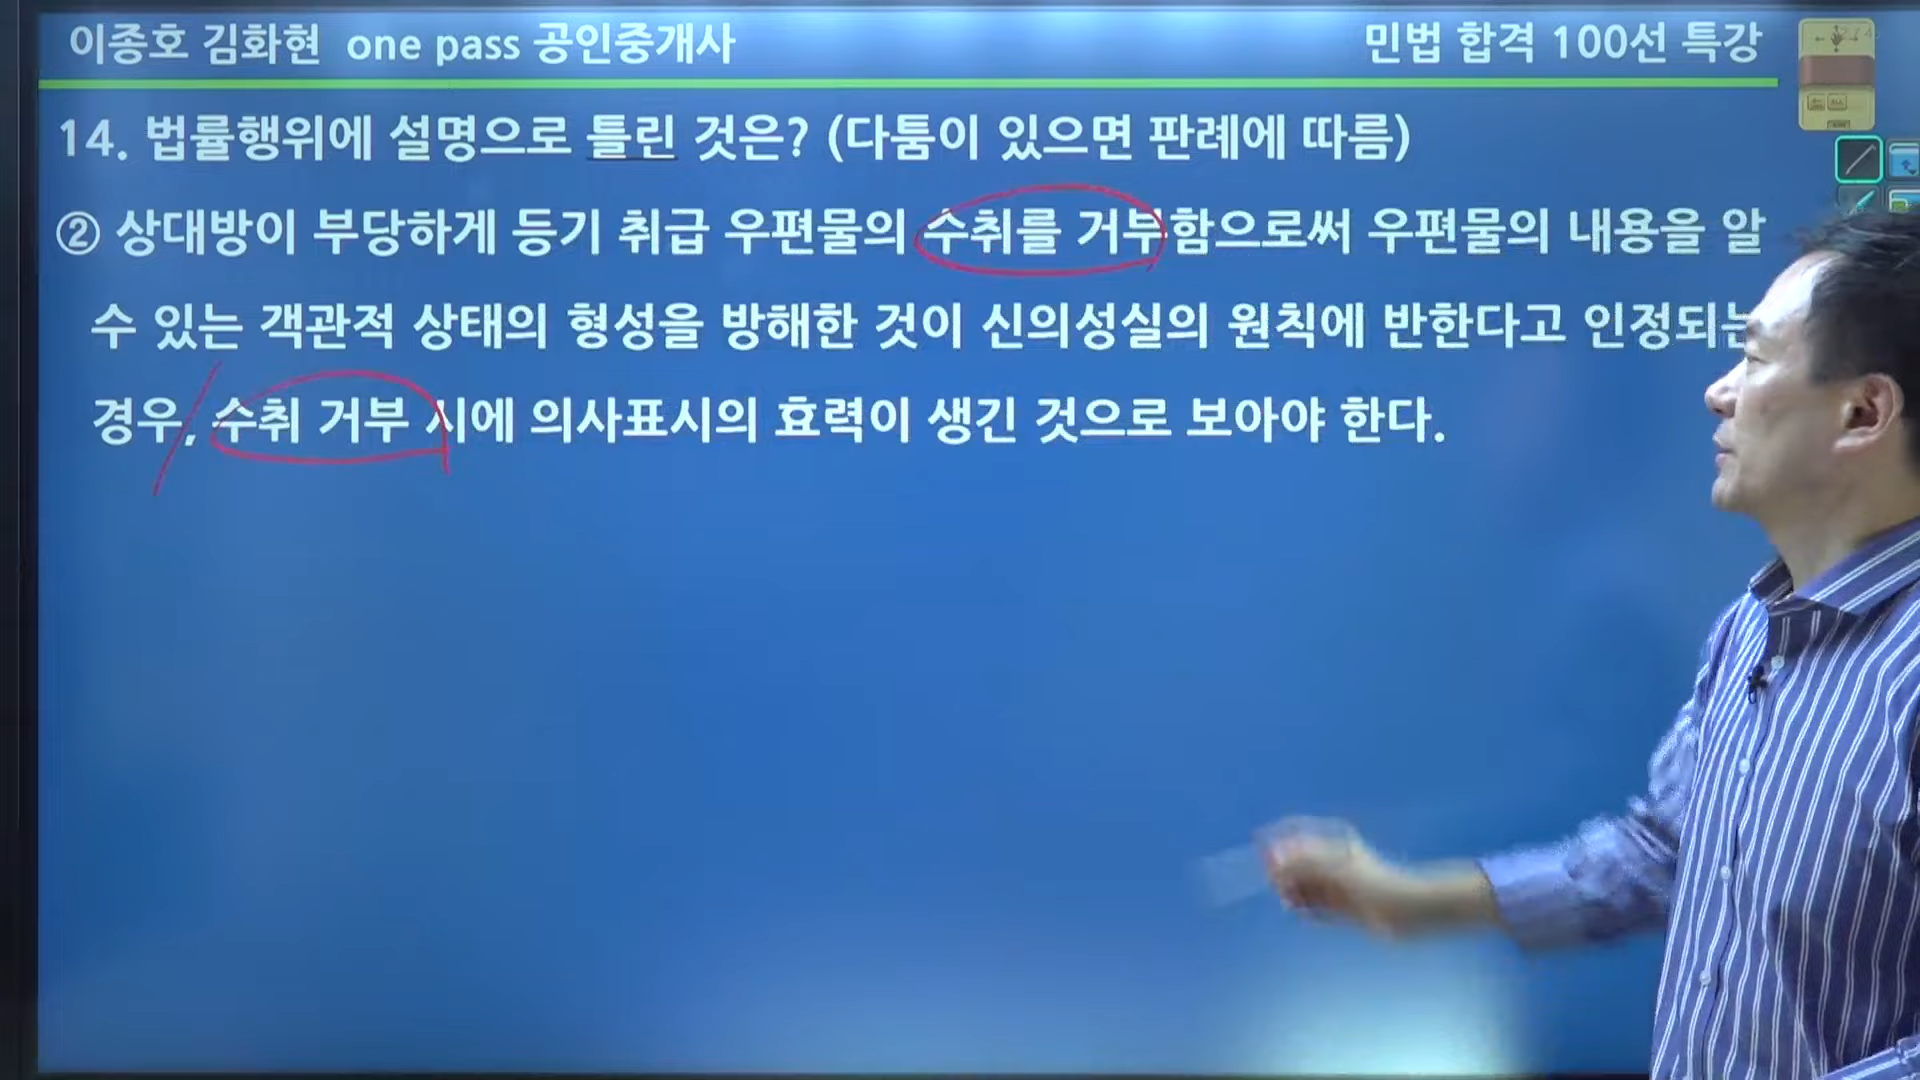 이종호 김화현 one pass 공인중개사 민법 합격 100선 특강
14. 법률행위에 설명으로 틀린 것은? (다툼이 있으면 판례에 따름)
② 상대방이 부당하게 등기 취급 우편물의 수취를 거부함으로써 우편물의 내용을 알
수 있는 객관적 상태의 형성을 방해한 것이 신의성실의 원칙에 반한다고 인정되는
경우, 수취 거부 시에 의사표시의 효력이 생긴 것으로 보아야 한다.